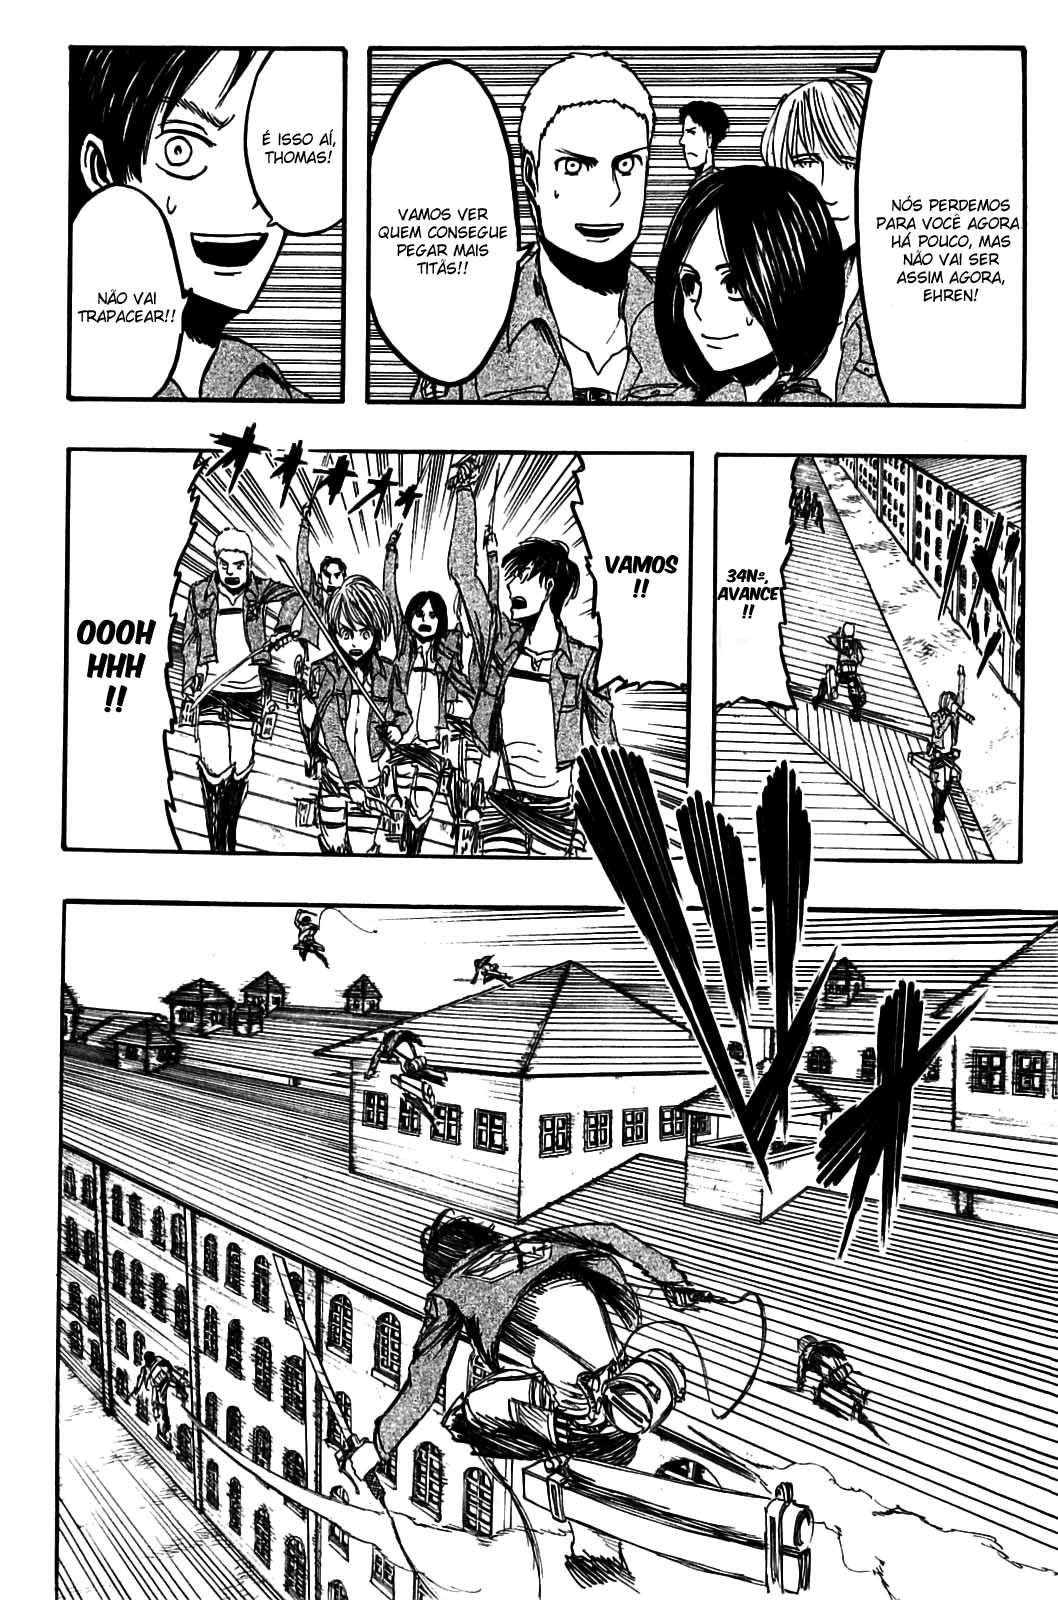 NÓS PERDEMOS
PARA VOCÊ AGORA
HÁ POUCO, MAS
NÃO VAI SER
ASSIM AGORA,
EHREN!
VAMOS VER
QUEM CONSEGUE
PEGAR MAIS
TITÃS!!
É ISSO AÍ,
THOMAS!
NÃO VAI
TRAPACEAR!!
34Nº,
AVANCE
!!
VAMOS
!!
OOOH
HHH
!!